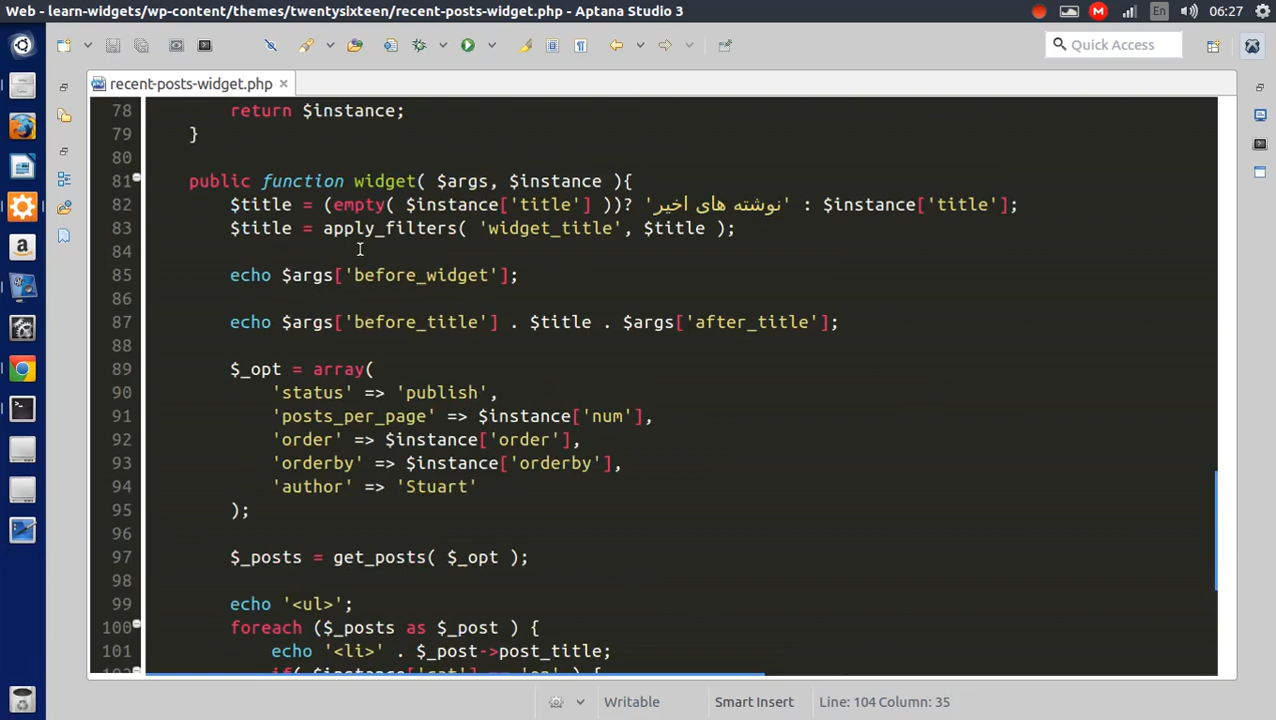 Web - learn-widgets/wp-content/themes/twentysixteen/recent-posts-widget.php - Aptana Studio 3
En
06:27
Quick Access
recent-posts-widget.php
78 return $instance;
79 }
80
81 public function widget( $args, $instance ){
82 $title = (empty( $instance['title'] ))? 'نوشته های اخیر' : $instance['title'];
83 $title = apply_filters( 'widget_title', $title );
84
85 echo $args['before_widget'];
86
87 echo $args['before_title'] . $title . $args['after_title'];
88
89 $_opt = array(
90 'status' => 'publish',
91 'posts_per_page' => $instance['num'],
92 'order' => $instance['order'],
93 'orderby' => $instance['orderby'],
94 'author' => 'Stuart'
95 );
96
97 $_posts = get_posts( $_opt );
98
99 echo '<ul>';
100 foreach ($_posts as $_post ) {
101 echo '<li>' . $_post->post_title;
Writable
Smart Insert
Line: 104 Column: 35